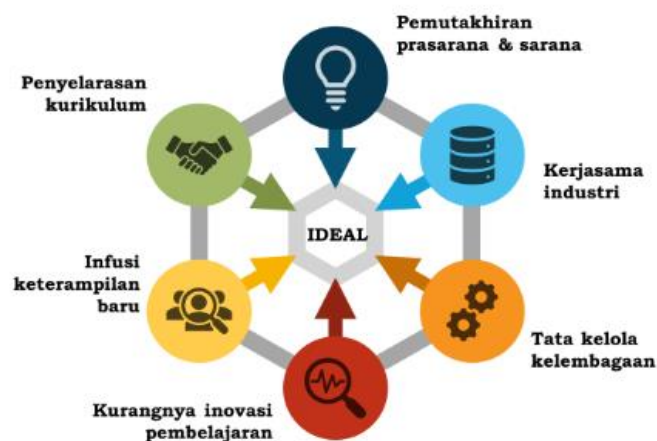 Pemutakhiran
prasarana & sarana
Penyelarasan
kurikulum
Kerjasama
industri
IDEAL
Infusi
keterampilan
baru
Tata kelola
kelembagaan
Kurangnya inovasi
pembelajaran